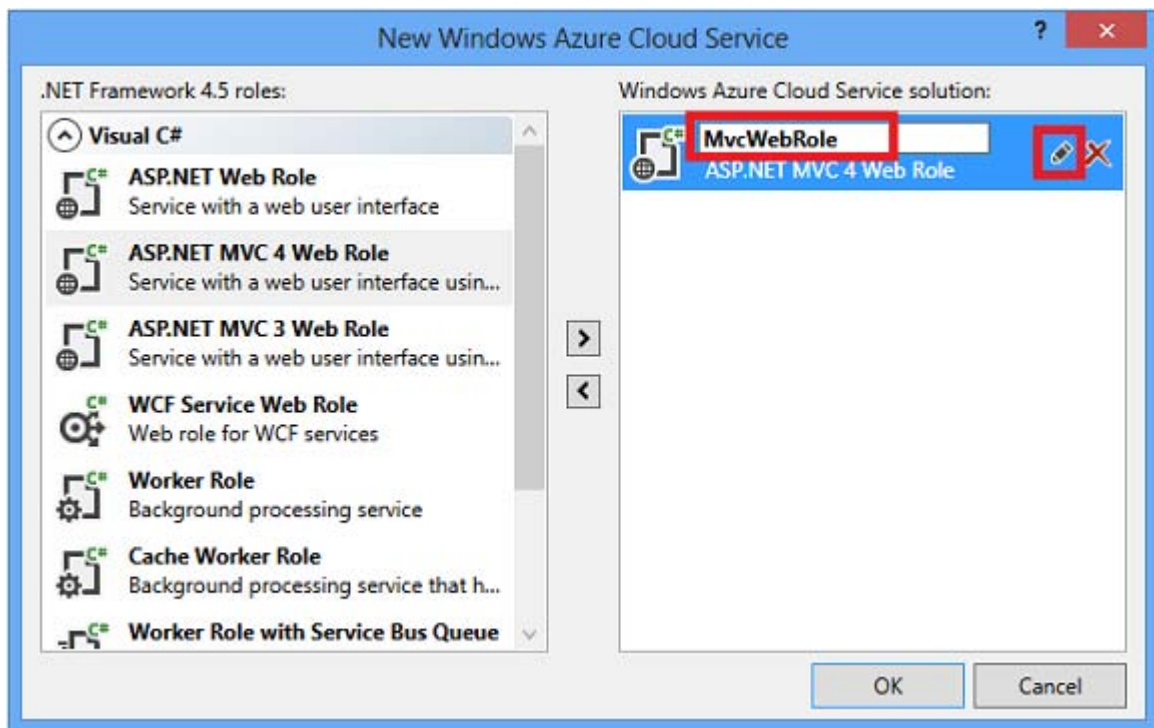 New Windows Azure Cloud Service
?
.NET Framework 4.5 roles:
Visual C#
C#
ASP.NET Web Role
Service with a web user interface
C#
ASP.NET MVC 4 Web Role
Service with a web user interface usin...
C#
ASP.NET MVC 3 Web Role
Service with a web user interface usin...
C#
WCF Service Web Role
Web role for WCF services
C#
Worker Role
Background processing service
C#
Cache Worker Role
Background processing service that h...
C#
Worker Role with Service Bus Queue
Windows Azure Cloud Service solution:
C#
MvcWebRole
ASP.NET MVC 4 Web Role
OK
Cancel